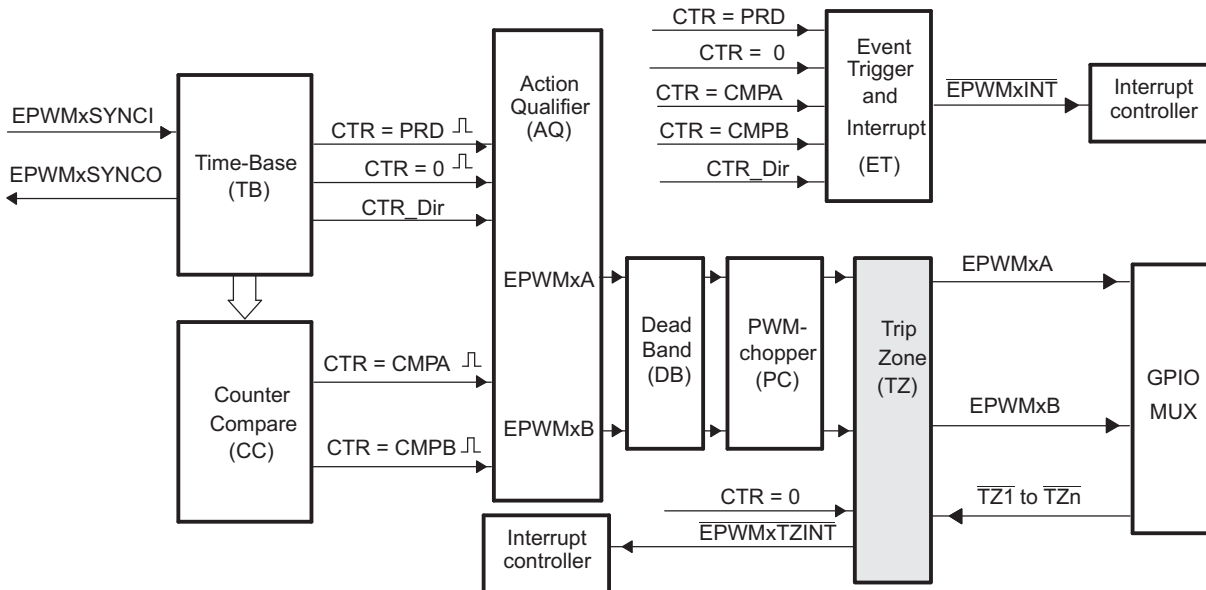 EPWMxSYNCI
EPWMxSYNCO
Time-Base
(TB)
CTR = PRD
CTR = 0
CTR_Dir
Counter
Compare
(CC)
CTR = CMPA
CTR = CMPB
Action
Qualifier
(AQ)
EPWMxA
EPWMxB
CTR = PRD
CTR = 0
CTR = CMPA
CTR = CMPB
CTR_Dir
Event
Trigger
and
Interrupt
(ET)
EPWMxINT
Interrupt
controller
Dead
Band
(DB)
PWM-
chopper
(PC)
Trip
Zone
(TZ)
EPWMxA
EPWMxB
TZ1 to TZn
GPIO
MUX
CTR = 0
EPWMxTZINT
Interrupt
controller